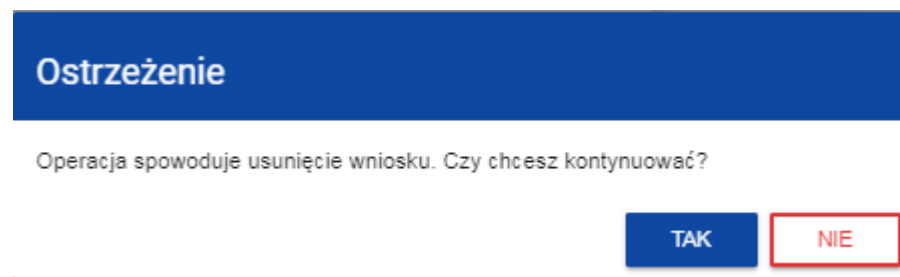 Ostrzeżenie
Operacja spowoduje usunięcie wniosku. Czy chcesz kontynuować?
TAK NIE